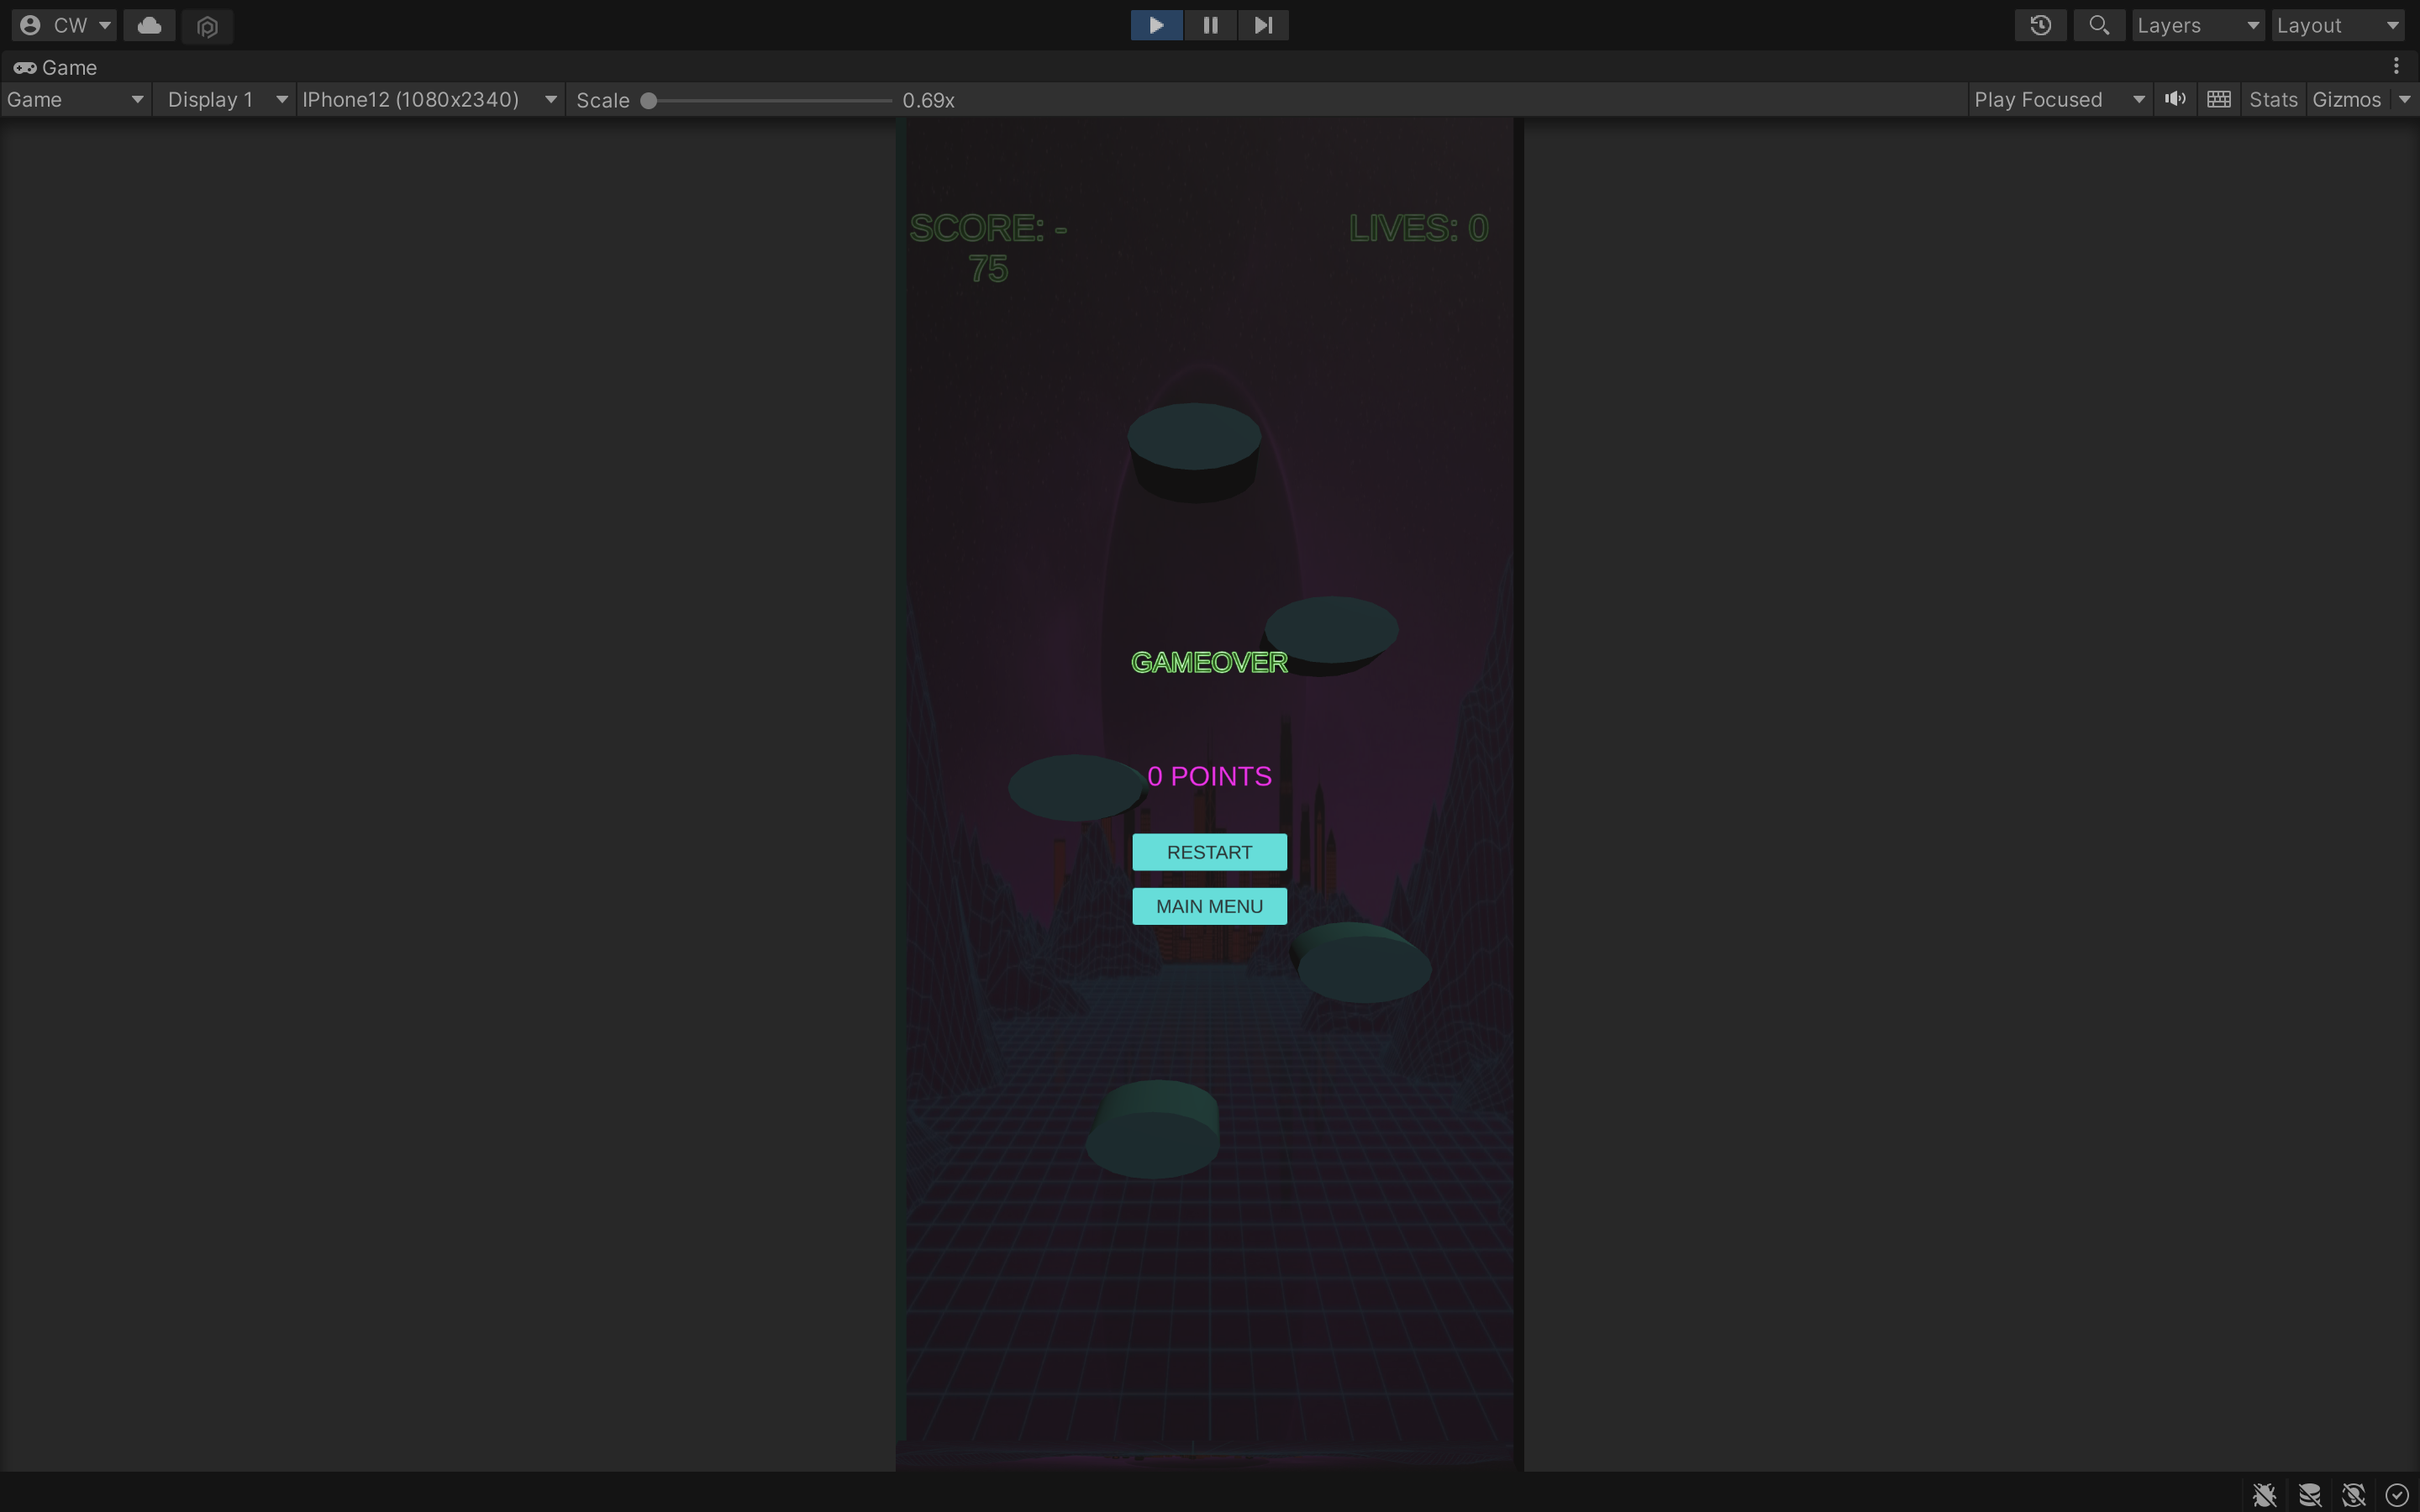 CW
Layers
Layout
Game
Game
Display 1
IPhone12 (1080x2340)
Scale
0.69x
Play Focused
Stats
Gizmos
SCORE: -
75
LIVES: 0
GAMEOVER
0 POINTS
RESTART
MAIN MENU